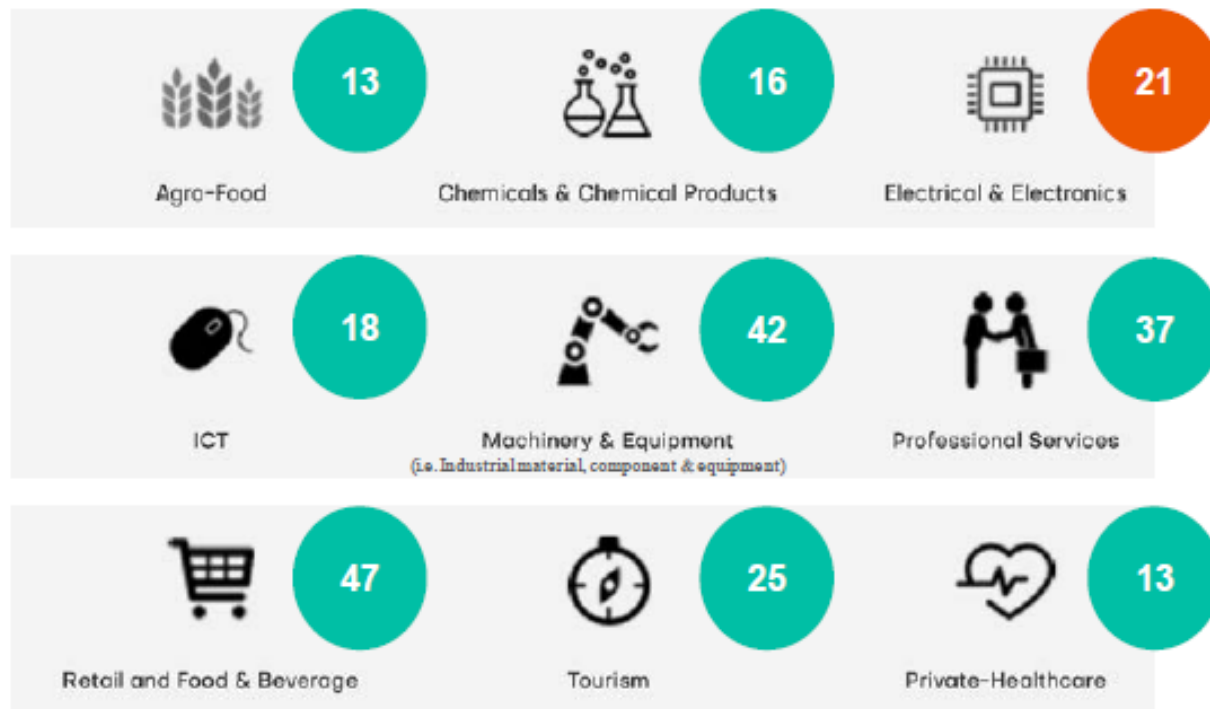 13
16
21
Agro-Food
Chemicals & Chemical Products
Electrical & Electronics
18
42
37
ICT
Machinery & Equipment
(i.e. Industrial material, component & equipment)
Professional Services
47
25
13
Retail and Food & Beverage
Tourism
Private-Healthcare